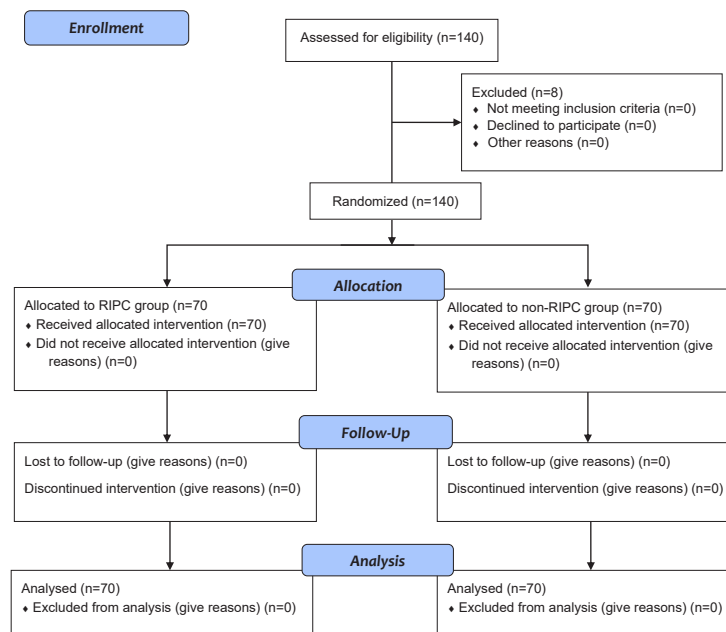 Enrollment
Assessed for eligibility (n=140)
Excluded (n=8)
♦ Not meeting inclusion criteria (n=0)
♦ Declined to participate (n=0)
♦ Other reasons (n=0)
Randomized (n=140)
Allocation
Allocated to RIPC group (n=70
♦ Received allocated intervention (n=70)
♦ Did not receive allocated intervention (give
reasons) (n=0)
Allocated to non-RIPC group (n=70)
♦ Received allocated intervention (n=70)
♦ Did not receive allocated intervention (give
reasons) (n=0)
Follow-Up
Lost to follow-up (give reasons) (n=0)
Discontinued intervention (give reasons) (n=0)
Lost to follow-up (give reasons) (n=0)
Discontinued intervention (give reasons) (n=0)
Analysis
Analysed (n=70)
♦ Excluded from analysis (give reasons) (n=0)
Analysed (n=70)
♦ Excluded from analysis (give reasons) (n=0)